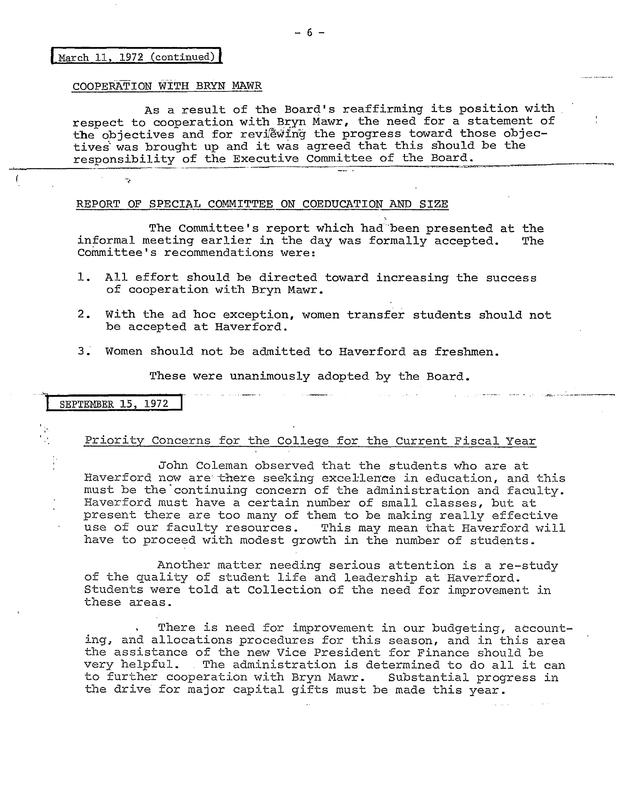 - 6 -
March 11, 1972 (continued)
COOPERATION WITH BRYN MAWR
As a result of the Board's reaffirming its position with
respect to cooperation with Bryn Mawr, the need for a statement of
the objectives and for reviewing the progress toward those objec-
tives was brought up and it was agreed that this should be the
responsibility of the Executive Committee of the Board.
REPORT OF SPECIAL COMMITTEE ON COEDUCATION AND SIZE
The Committee's report which had been presented at the
informal meeting earlier in the day was formally accepted. The
Committee's recommendations were:
1. All effort should be directed toward increasing the success
of cooperation with Bryn Mawr.
2. With the ad hoc exception, women transfer students should not
be accepted at Haverford.
3. Women should not be admitted to Haverford as freshmen.
These were unanimously adopted by the Board.
SEPTEMBER 15, 1972
Priority Concerns for the College for the Current Fiscal Year
John Coleman observed that the students who are at
Haverford now are there seeking excellence in education, and this
must be the continuing concern of the administration and faculty.
Haverford must have a certain number of small classes, but at
present there are too many of them to be making really effective
use of our faculty resources. This may mean that Haverford will
have to proceed with modest growth in the number of students.
Another matter needing serious attention is a re-study
of the quality of student life and leadership at Haverford.
Students were told at Collection of the need for improvement in
these areas.
There is need for improvement in our budgeting, account-
ing, and allocations procedures for this season, and in this area
the assistance of the new Vice President for Finance should be
very helpful. The administration is determined to do all it can
to further cooperation with Bryn Mawr. Substantial progress in
the drive for major capital gifts must be made this year.